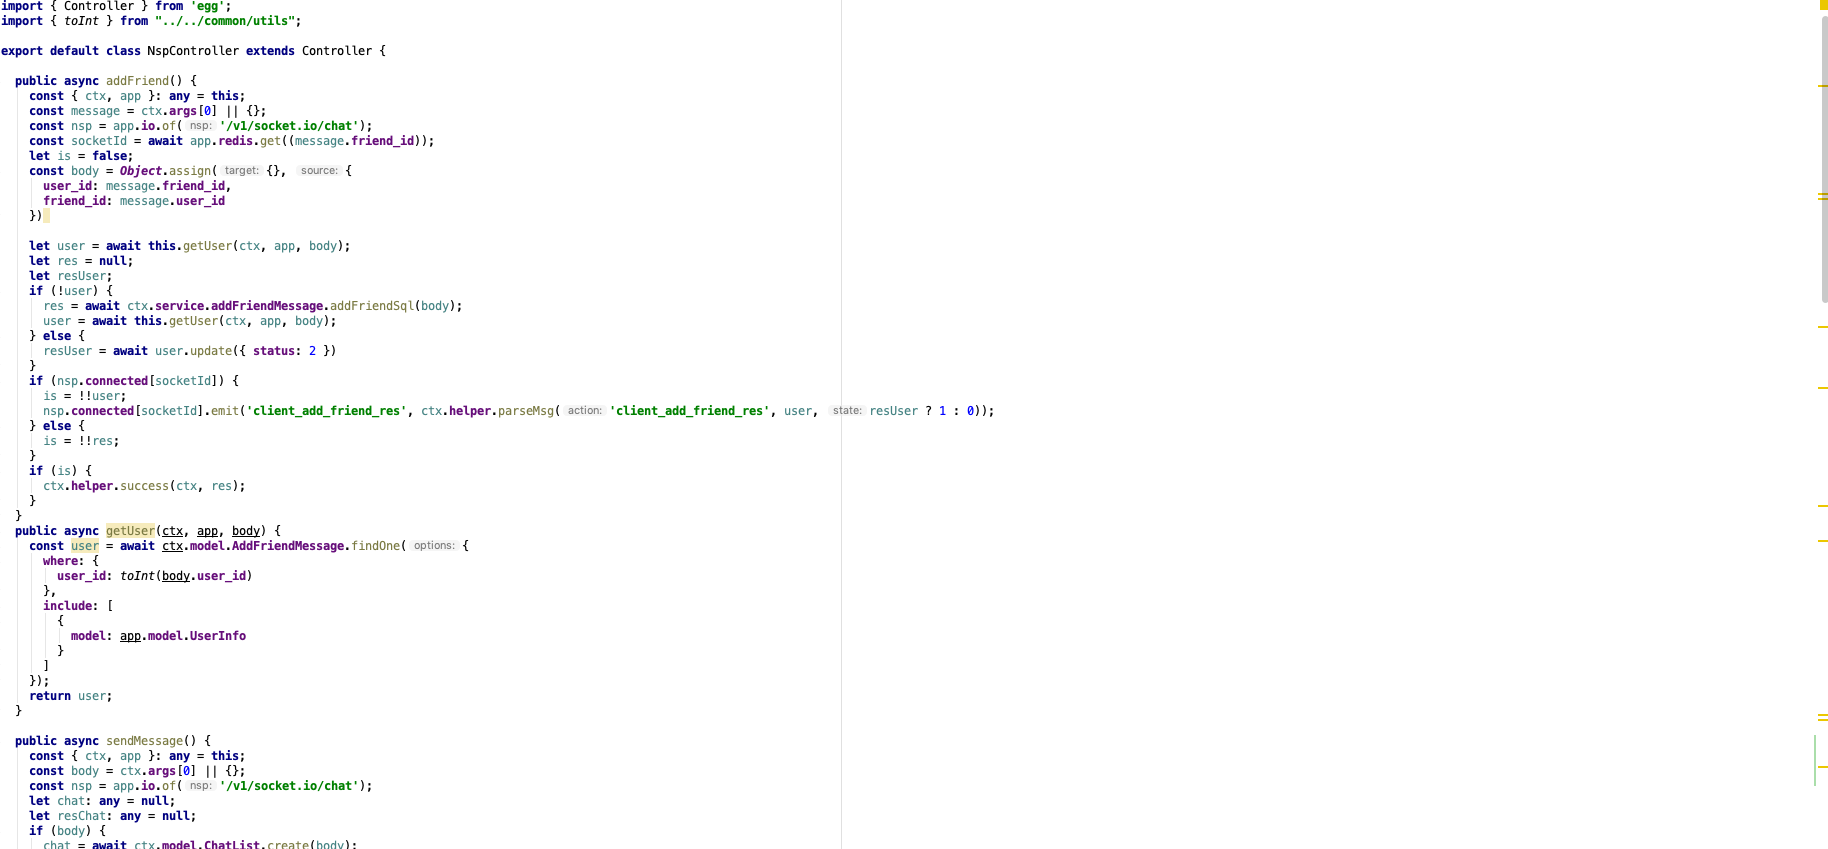 import { Controller } from 'egg';
import { toInt } from "../../common/utils";
export default class NspController extends Controller {
public async addFriend() {
const { ctx, app }: any = this;
const message = ctx.args[0] || {};
const nsp = app.io.of( nsp: '/v1/socket.io/chat');
const socketId = await app.redis.get((message.friend_id));
let is = false;
const body = Object.assign( target: {}, source: {
user_id: message.friend_id,
friend_id: message.user_id
})
let user = await this.getUser(ctx, app, body);
let res = null;
let resUser;
if (!user) {
res = await ctx.service.addFriendMessage.addFriendSql(body);
user = await this.getUser(ctx, app, body);
} else {
resUser = await user.update({ status: 2 })
}
if (nsp.connected[socketId]) {
is = !!user;
nsp.connected[socketId].emit('client_add_friend_res', ctx.helper.parseMsg( action: 'client_add_friend_res', user, state: resUser ? 1 : 0));
} else {
is = !!res;
}
if (is) {
ctx.helper.success(ctx, res);
}
}
public async getUser(ctx, app, body) {
const user = await ctx.model.AddFriendMessage.findOne( options: {
where: {
user_id: toInt(body.user_id)
},
include: [
{
model: app.model.UserInfo
}
]
});
return user;
}
public async sendMessage() {
const { ctx, app }: any = this;
const body = ctx.args[0] || {};
const nsp = app.io.of( nsp: '/v1/socket.io/chat');
let chat: any = null;
let resChat: any = null;
if (body) {
chat = await ctx.model.ChatList.create(body);